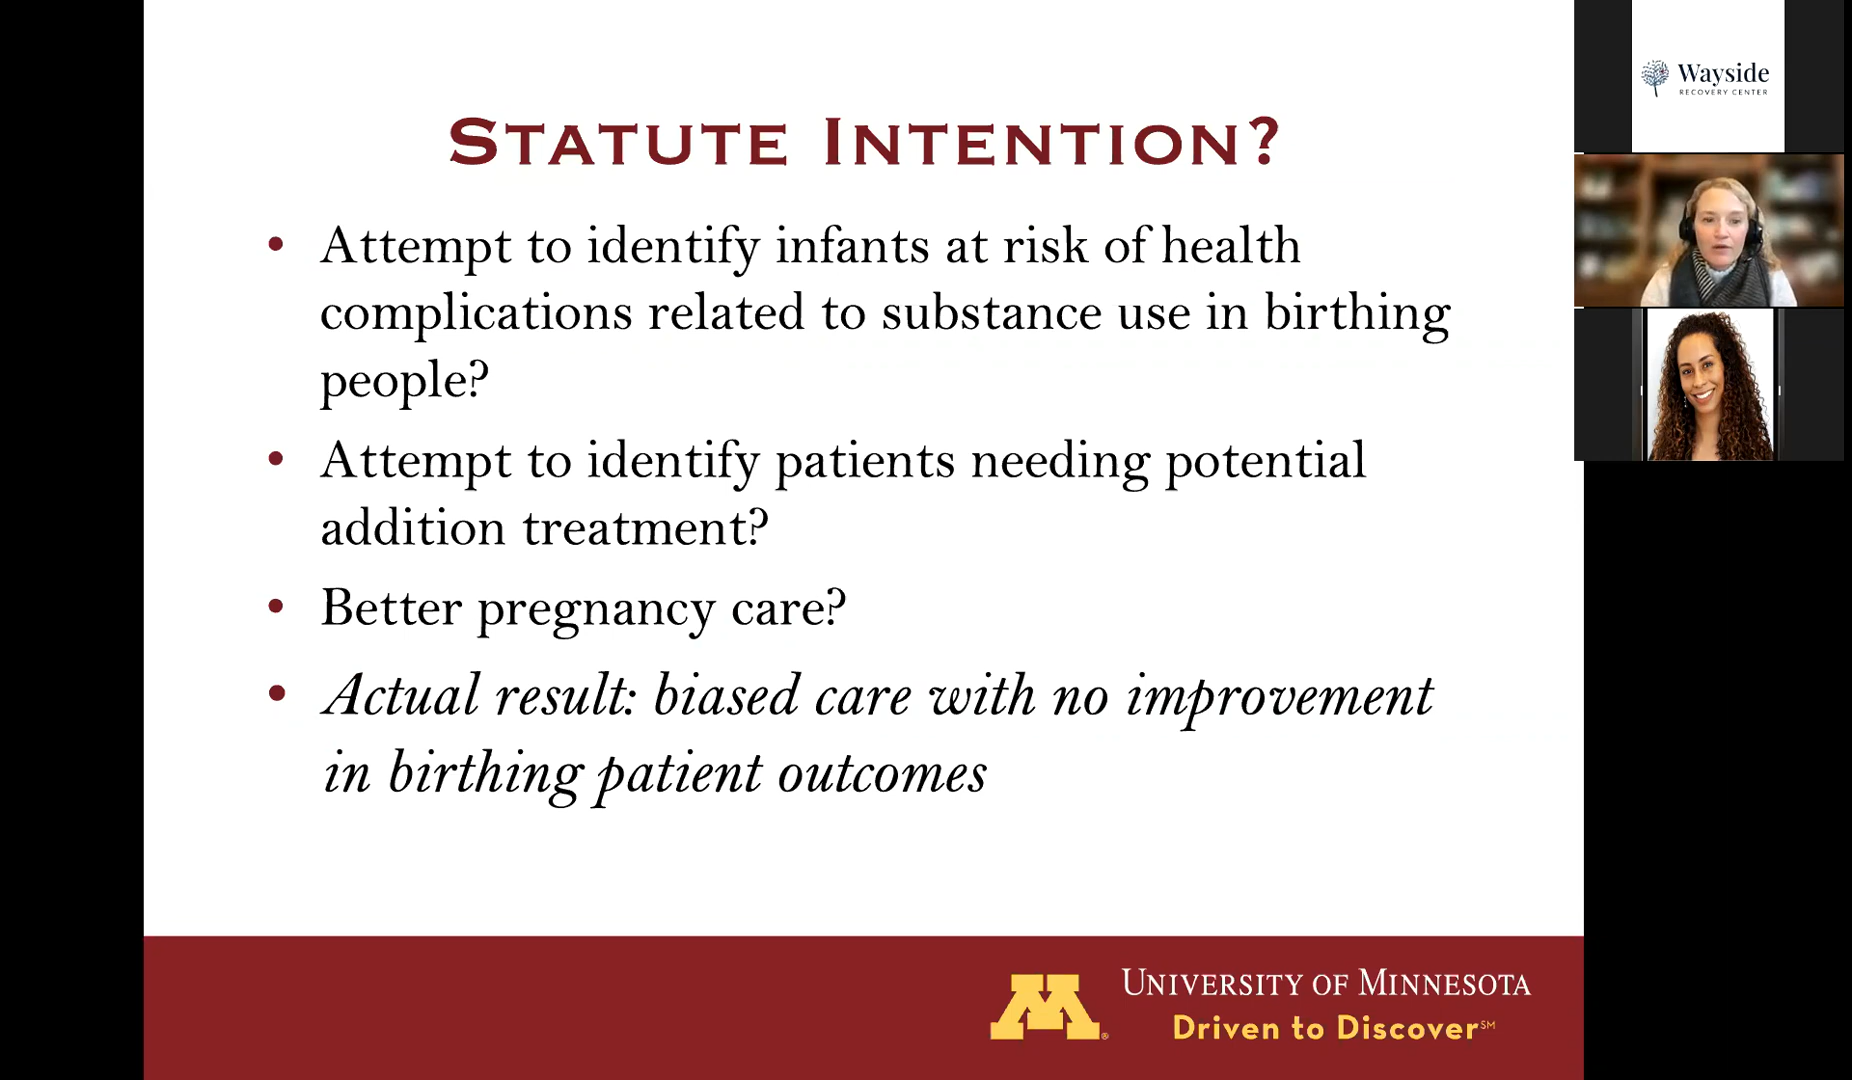 STATUTE INTENTION?
• Attempt to identify infants at risk of health
complications related to substance use in birthing
people?
• Attempt to identify patients needing potential
addition treatment?
• Better pregnancy care?
• Actual result: biased care with no improvement
in birthing patient outcomes
UNIVERSITY OF MINNESOTA
Driven to Discover℠
M®
Wayside
RECOVERY CENTER